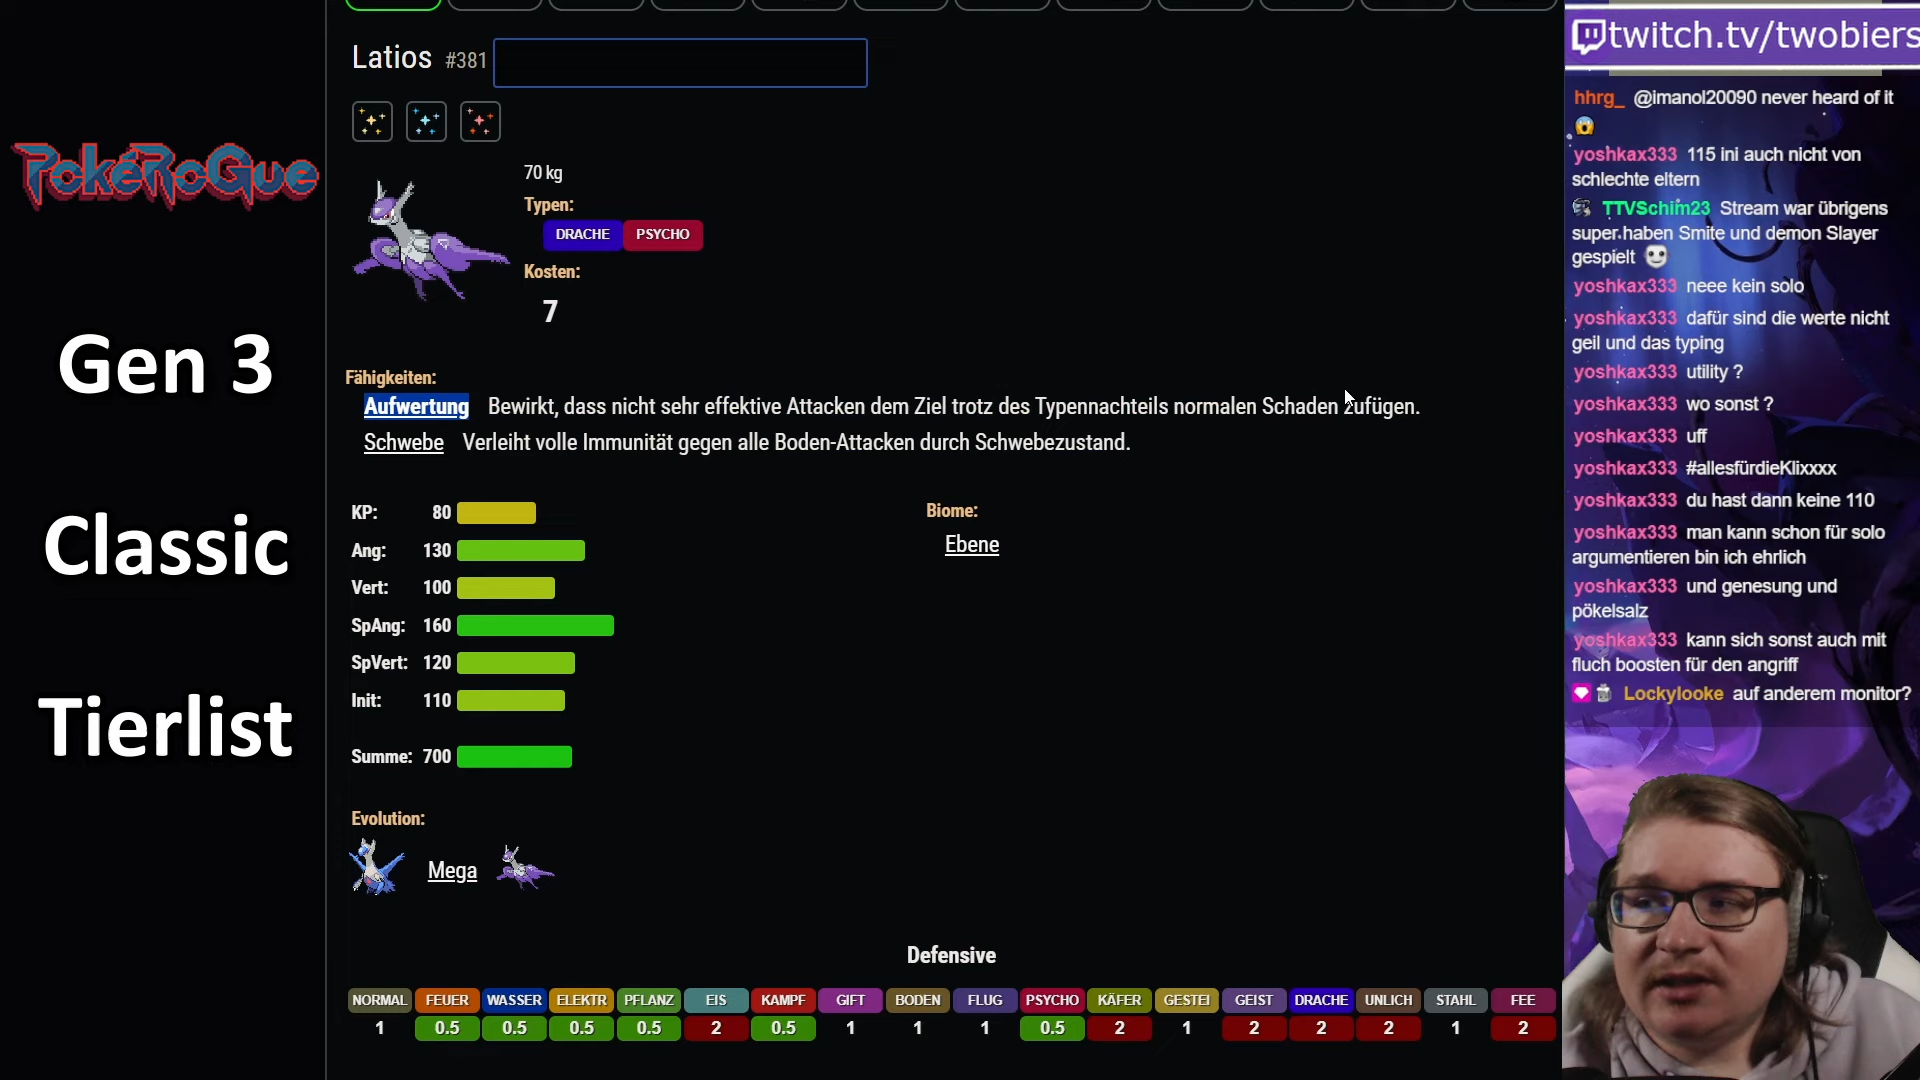 PokéRoGue
Gen 3
Classic
Tierlist
Latios #381
70 kg
Typen:
DRACHE PSYCHO
Kosten:
7
Fähigkeiten:
Aufwertung Bewirkt, dass nicht sehr effektive Attacken dem Ziel trotz des Typennachteils normalen Schaden zufügen.
Schwebe Verleiht volle Immunität gegen alle Boden-Attacken durch Schwebezustand.
KP: 80
Ang: 130
Vert: 100
SpAng: 160
SpVert: 120
Init: 110
Summe: 700
Biome:
Ebene
Evolution:
Mega
Defensive
NORMAL FEUER WASSER ELEKTR PFLANZ EIS KAMPF GIFT BODEN FLUG PSYCHO KÄFER GESTEI GEIST DRACHE UNLICH STAHL FEE
1 0.5 0.5 0.5 0.5 2 0.5 1 1 1 0.5 2 1 2 2 2 1 2
twitch.tv/twobiers
hhrg_ @imanol20090 never heard of it
yoshkax333 115 ini auch nicht von
schlechte eltern
TTVSchim23 Stream war übrigens
super.haben Smite und demon Slayer
gespielt
yoshkax333 neee kein solo
yoshkax333 dafür sind die werte nicht
geil und das typing
yoshkax333 utility ?
yoshkax333 wo sonst ?
yoshkax333 uff
yoshkax333 #allesfürdieKlixxxx
yoshkax333 du hast dann keine 110
yoshkax333 man kann schon für solo
argumentieren bin ich ehrlich
yoshkax333 und genesung und
pökelsalz
yoshkax333 kann sich sonst auch mit
fluch boosten für den angriff
Lockylooke auf anderem monitor?